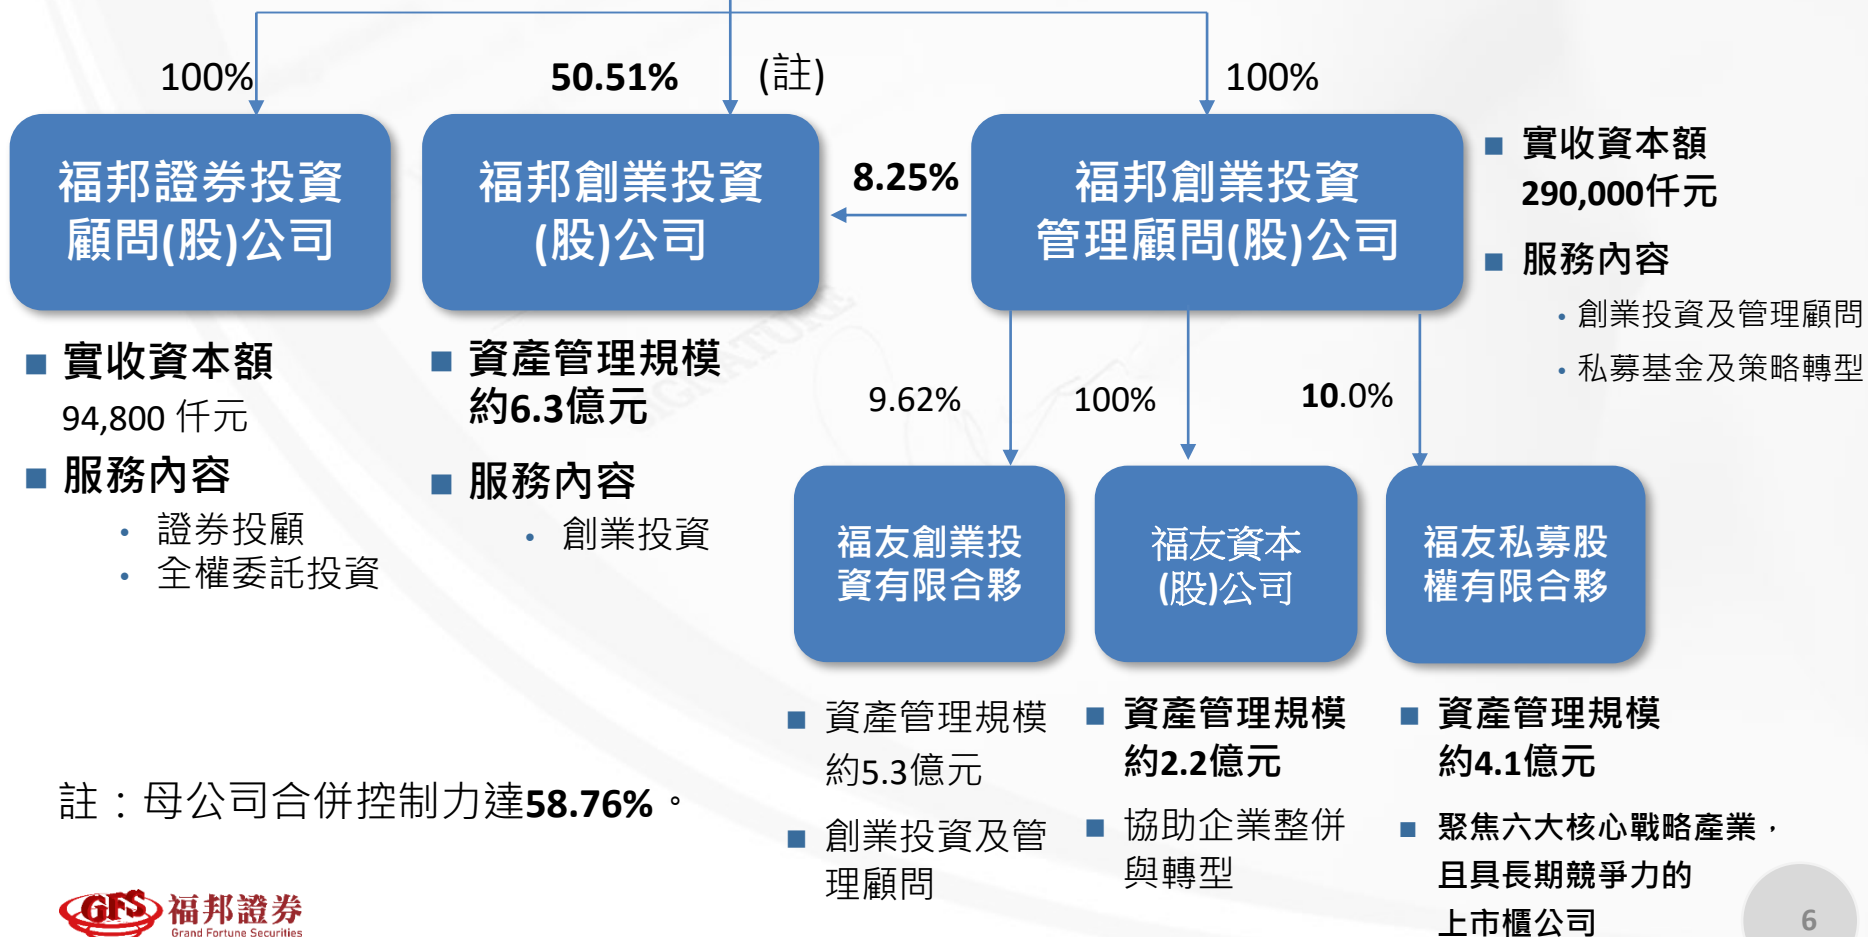 100%
50.51%
(註)
100%
福邦證券投資
顧問(股)公司
福邦創業投資
(股)公司
8.25%
福邦創業投資
管理顧問(股)公司
■ 實收資本額
290,000仟元
■ 服務內容
• 創業投資及管理顧問
• 私募基金及策略轉型
■ 實收資本額
94,800 仟元
■ 服務內容
• 證券投顧
• 全權委託投資
■ 資產管理規模
約6.3億元
■ 服務內容
• 創業投資
9.62%
100%
10.0%
福友創業投
資有限合夥
福友資本
(股)公司
福友私募股
權有限合夥
■ 資產管理規模
約5.3億元
■ 創業投資及管
理顧問
■ 資產管理規模
約2.2億元
■ 協助企業整併
與轉型
■ 資產管理規模
約4.1億元
■ 聚焦六大核心戰略產業，
且具長期競爭力的
上市櫃公司
註：母公司合併控制力達58.76%。
GFS 福邦證券
Grand Fortune Securities
6